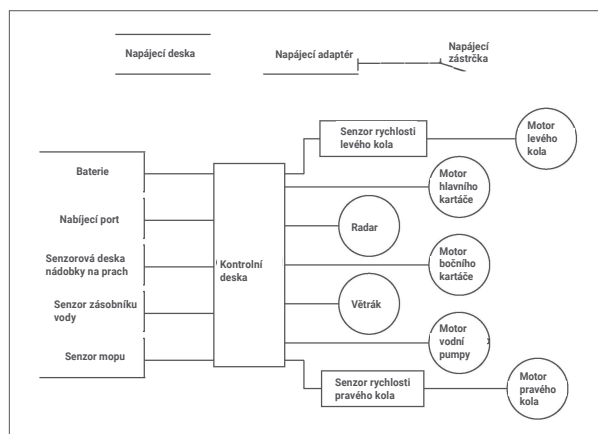 Napájecí deska
Napájecí adaptér
Napájecí
zástrčka
Senzor rychlosti
levého kola
Motor
levého
kola
Baterie
Motor
hlavního
kartáče
Nabíjecí port
Radar
Senzorová deska
nádobky na prach
Kontrolní
deska
Motor
bočního
kartáče
Senzor zásobníku
vody
Větrák
Motor
vodní
pumpy
Senzor mopu
Senzor rychlosti
pravého kola
Motor
pravého
kola